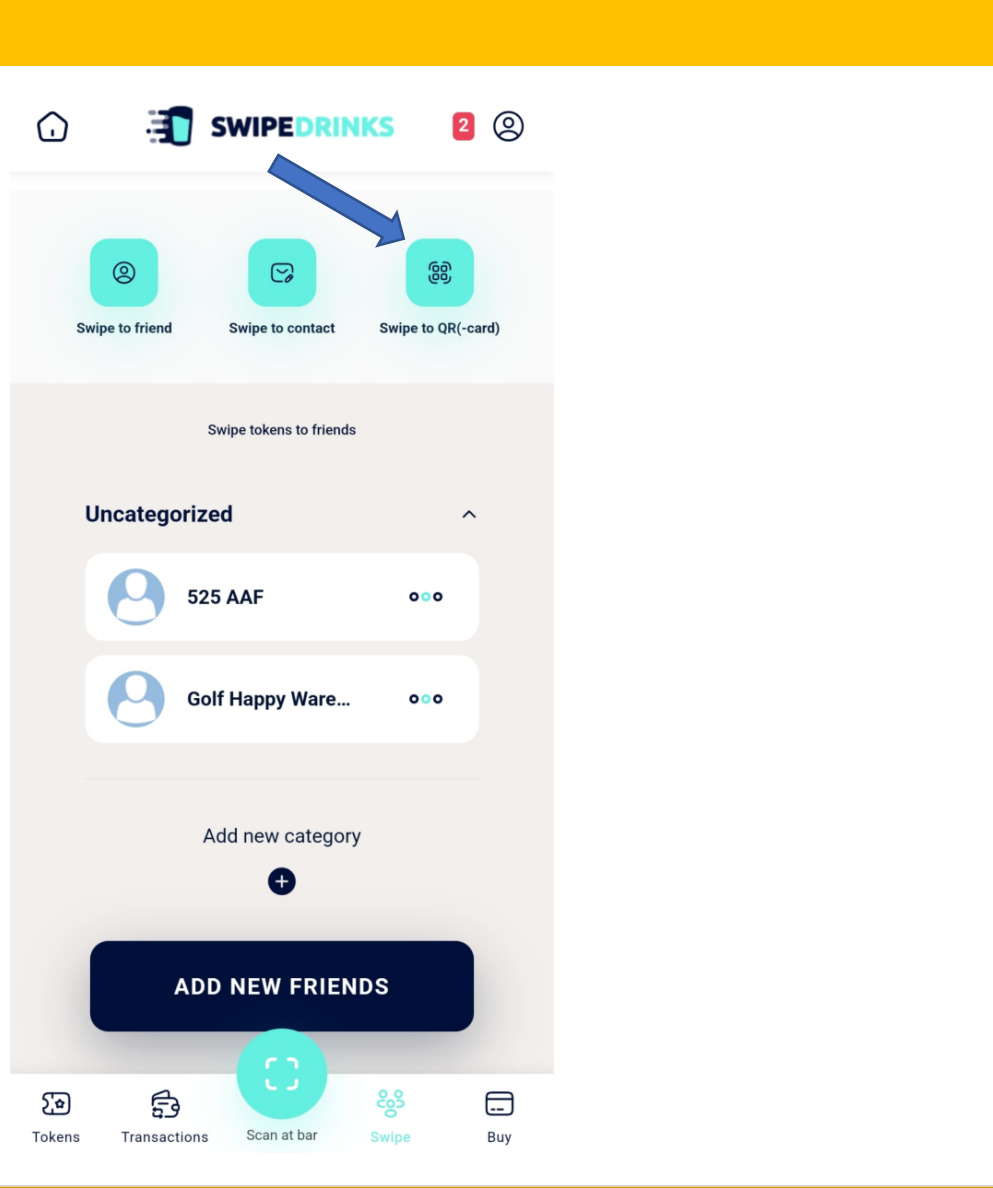 SWIPEDRINKS
2
Swipe to friend
Swipe to contact
Swipe to QR(-card)
Swipe tokens to friends
Uncategorized
525 AAF
Golf Happy Ware...
Add new category
ADD NEW FRIENDS
Tokens
Transactions
Scan at bar
Swipe
Buy